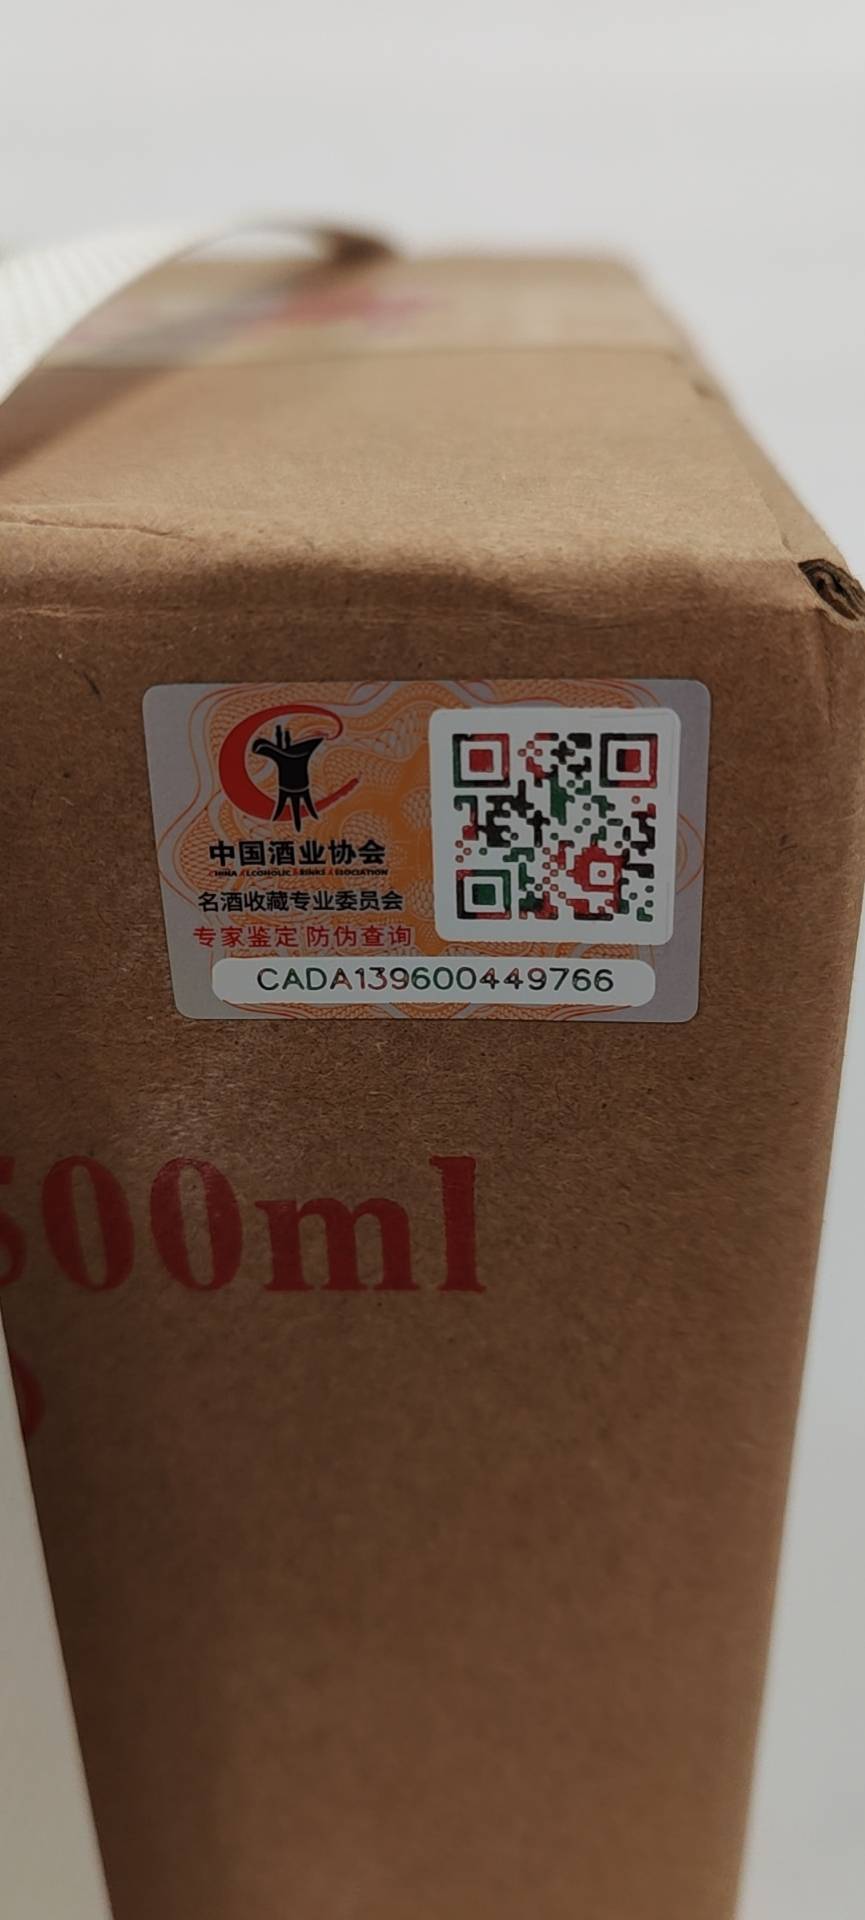 中国酒业协会
CHINA ALCOHOLIC DRINKS ASSOCIATION
名酒收藏专业委员会
专家鉴定 防伪查询
CADA139600449766
500ml